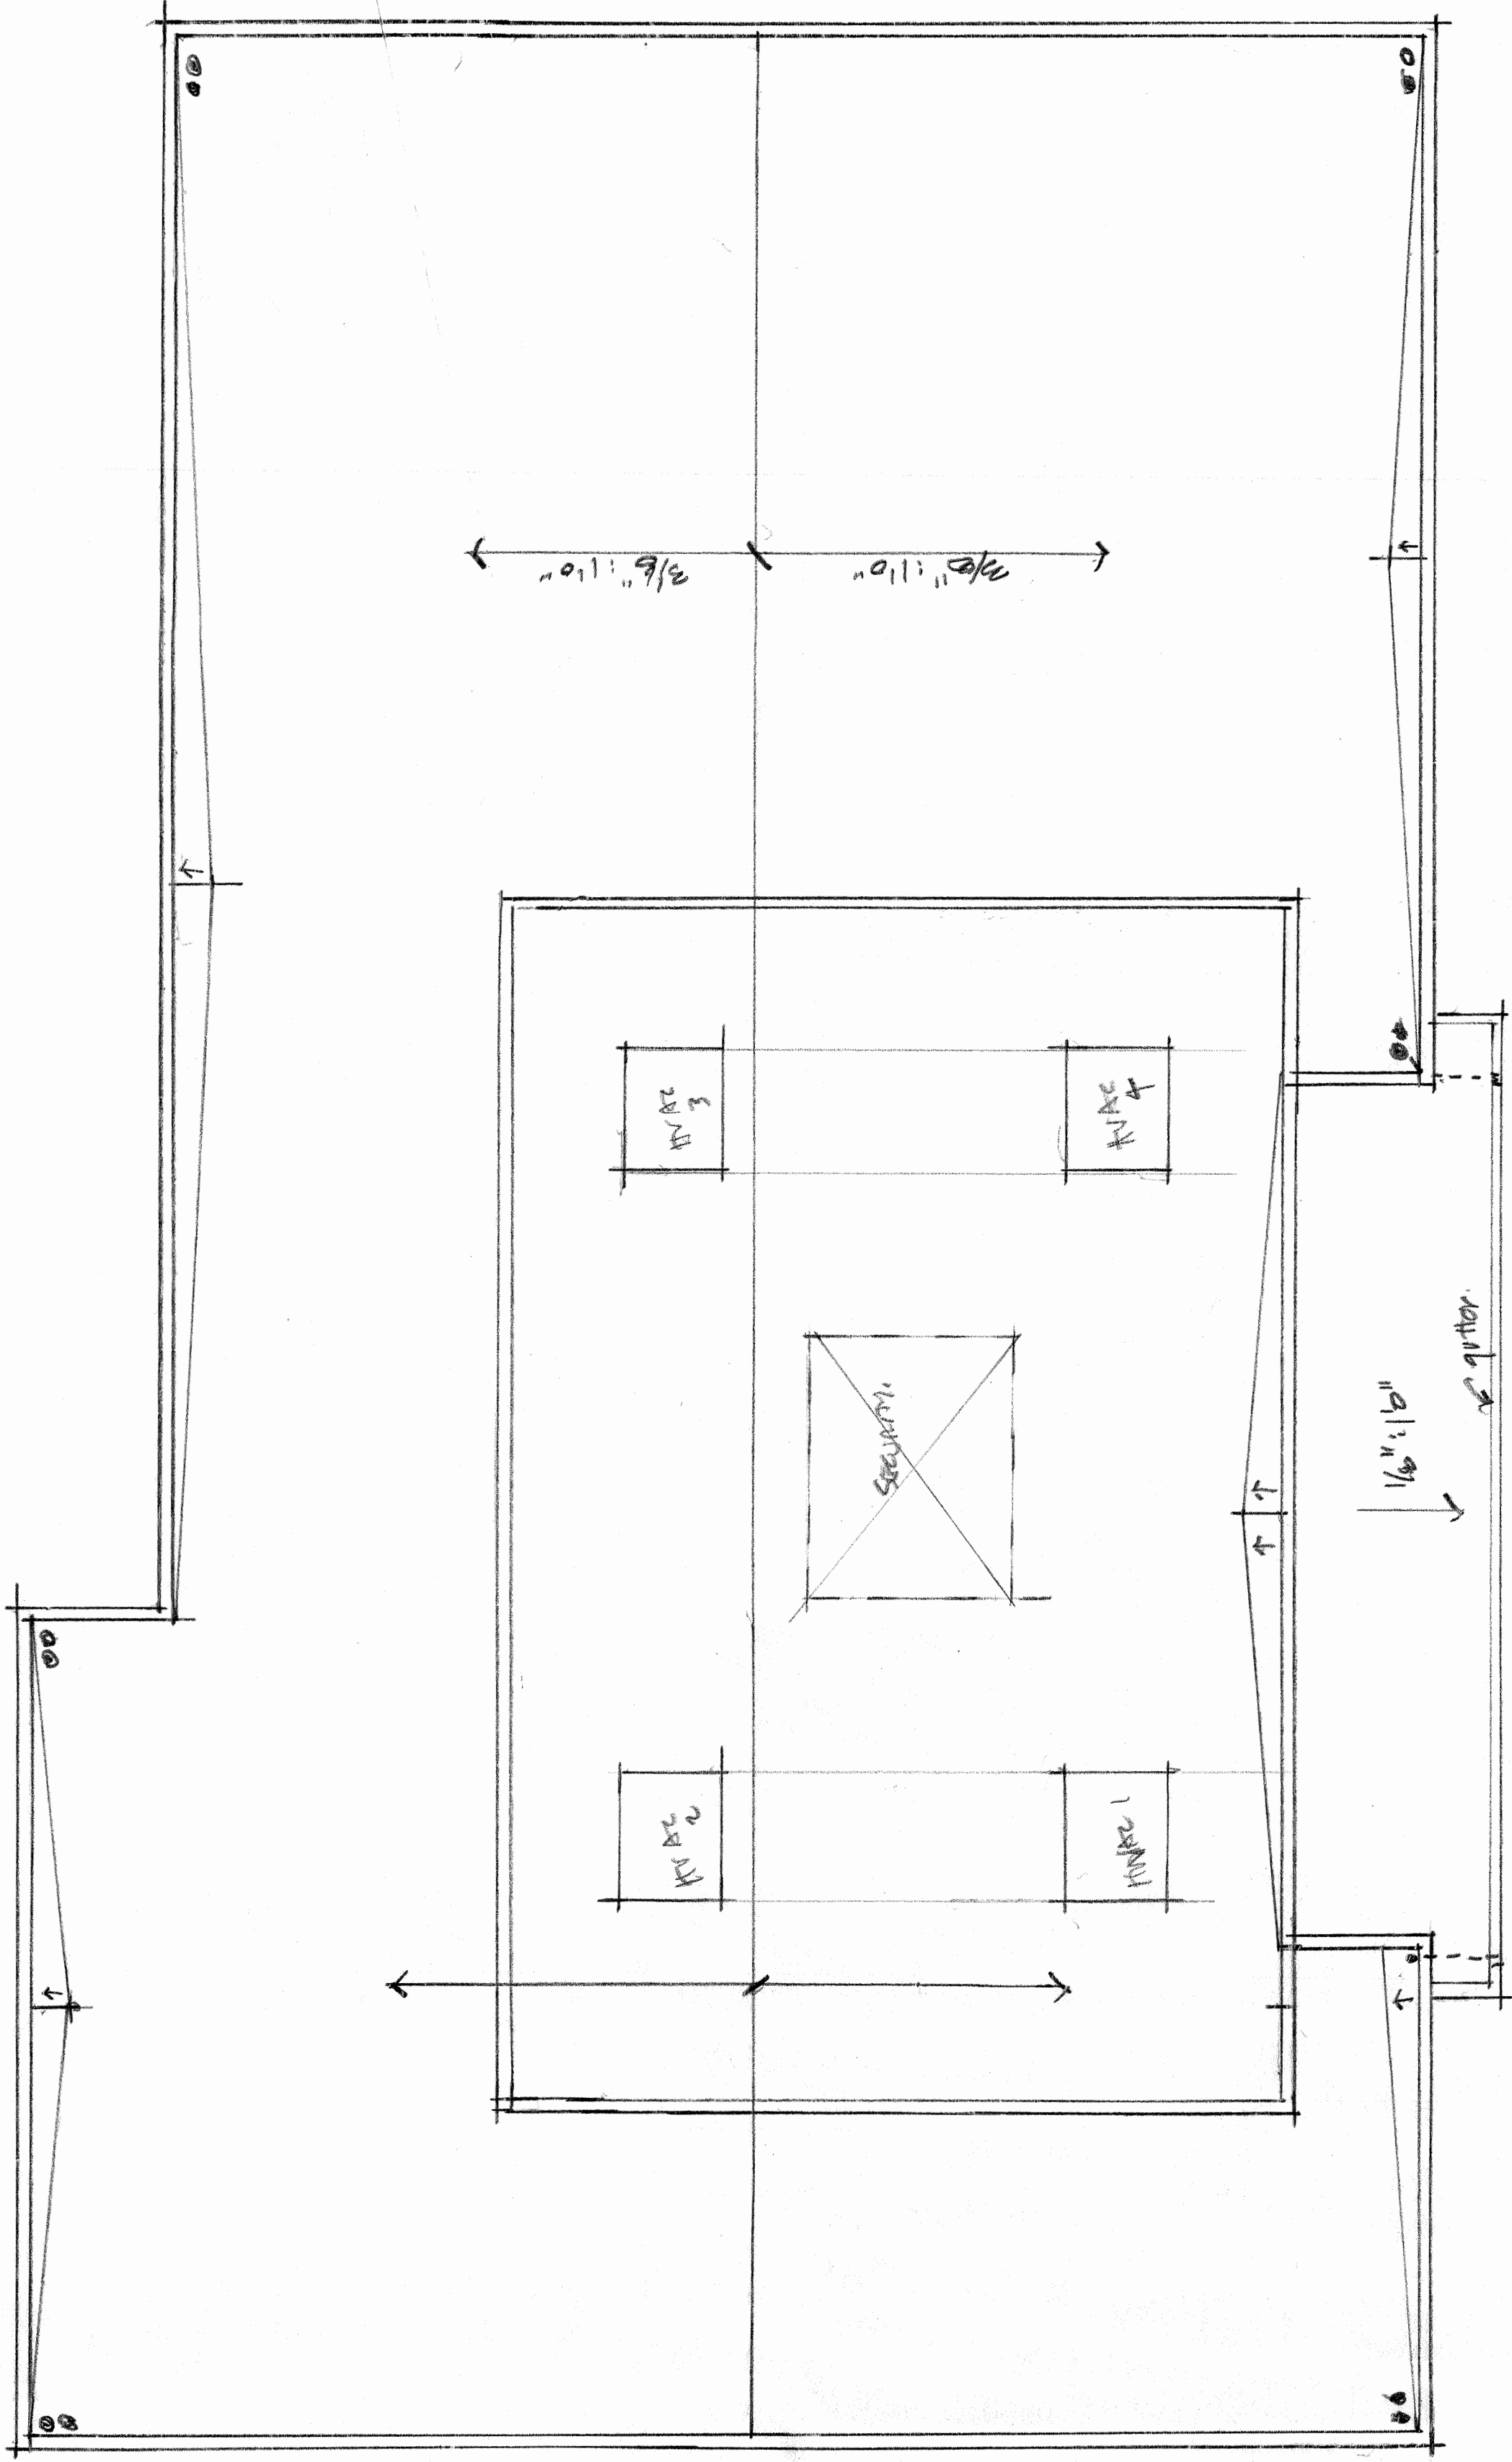 3/8" : 1'0"
3/8" : 1'0"
HVAC
3
HVAC
4
gutter.
1/8" : 1'0"
HVAC
2
HVAC 1